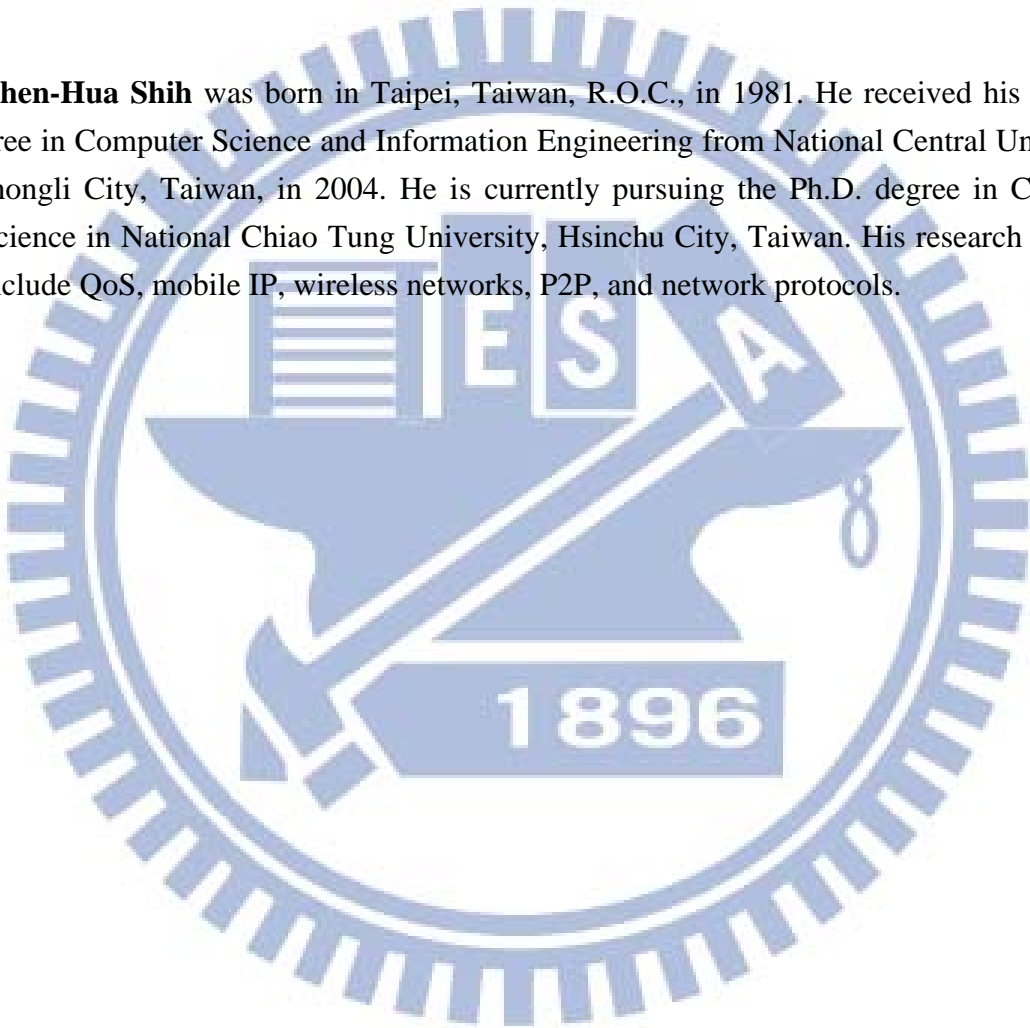 hen-Hua Shih was born in Taipei, Taiwan, R.O.C., in 1981. He received his
ree in Computer Science and Information Engineering from National Central Un
hongli City, Taiwan, in 2004. He is currently pursuing the Ph.D. degree in C
cience in National Chiao Tung University, Hsinchu City, Taiwan. His research
nclude QoS, mobile IP, wireless networks, P2P, and network protocols.
E S A
1896